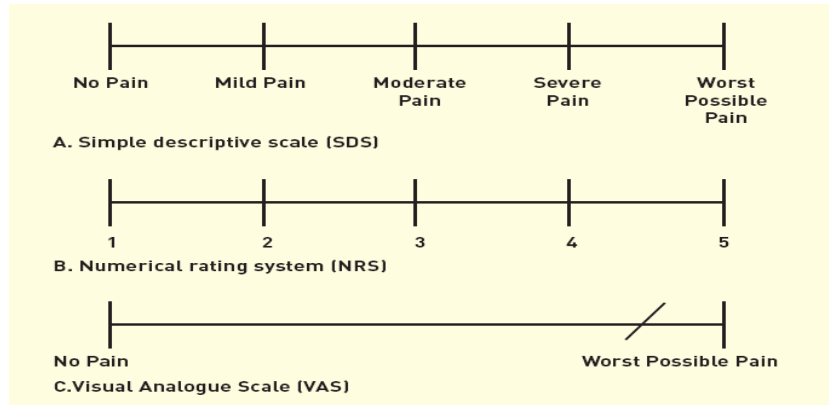 No Pain Mild Pain Moderate Pain Severe Pain Worst Possible Pain
A. Simple descriptive scale (SDS)
1 2 3 4 5
B. Numerical rating system (NRS)
No Pain Worst Possible Pain
C.Visual Analogue Scale (VAS)